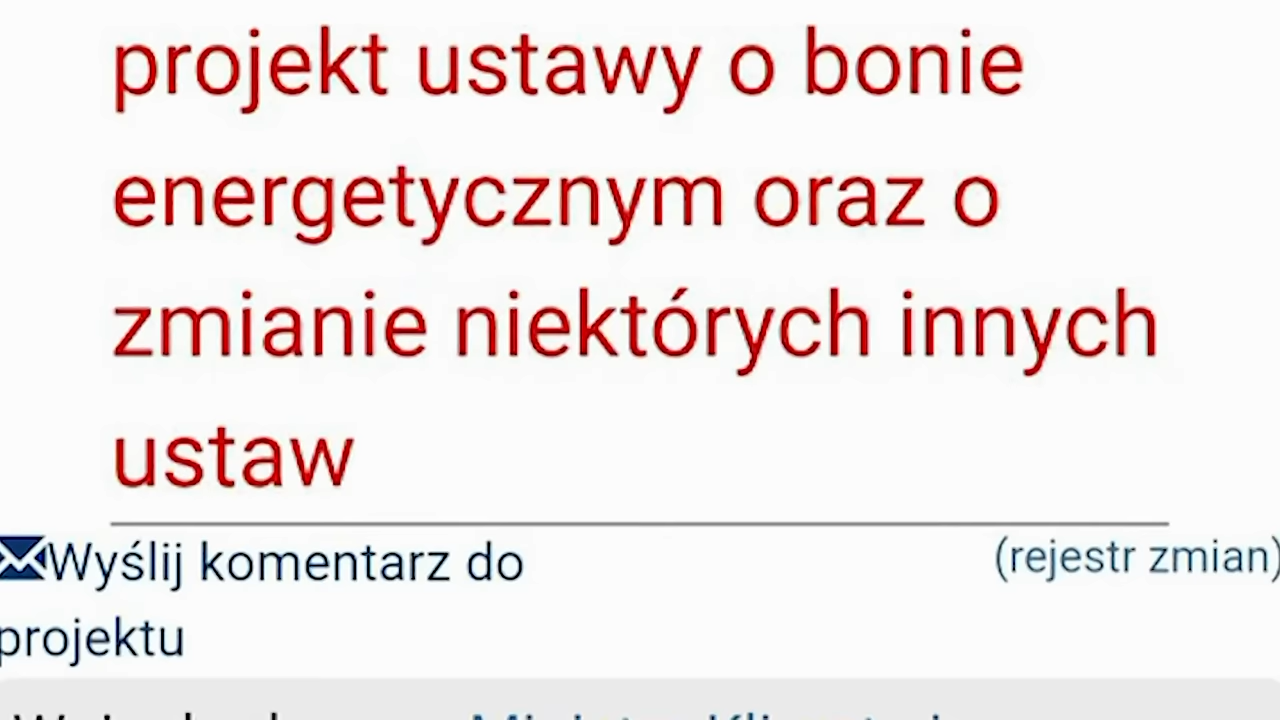 projekt ustawy o bonie
energetycznym oraz o
zmianie niektórych innych
ustaw
Wyślij komentarz do
(rejestr zmian)
projektu